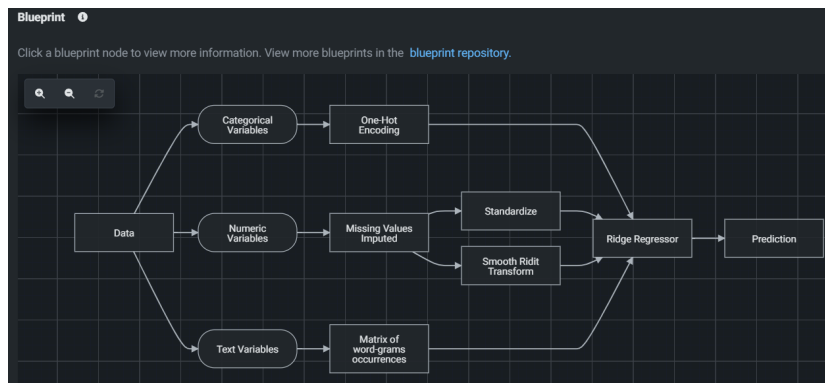 Blueprint
Click a blueprint node to view more information. View more blueprints in the blueprint repository.
Categorical
Variables
One-Hot
Encoding
Data
Numeric
Variables
Missing Values
Imputed
Standardize
Smooth Ridit
Transform
Ridge Regressor
Prediction
Text Variables
Matrix of
word-grams
occurrences